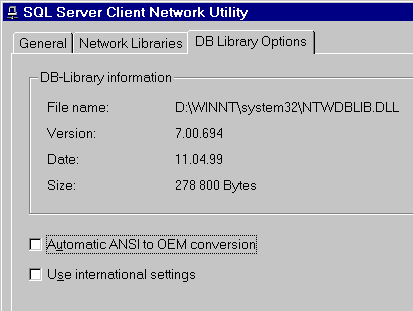 SQL Server Client Network Utility
General Network Libraries DB Library Options
DB-Library information
File name: D:\WINNT\system32\NTWDBLIB.DLL
Version: 7.00.694
Date: 11.04.99
Size: 278 800 Bytes
Automatic ANSI to OEM conversion
Use international settings